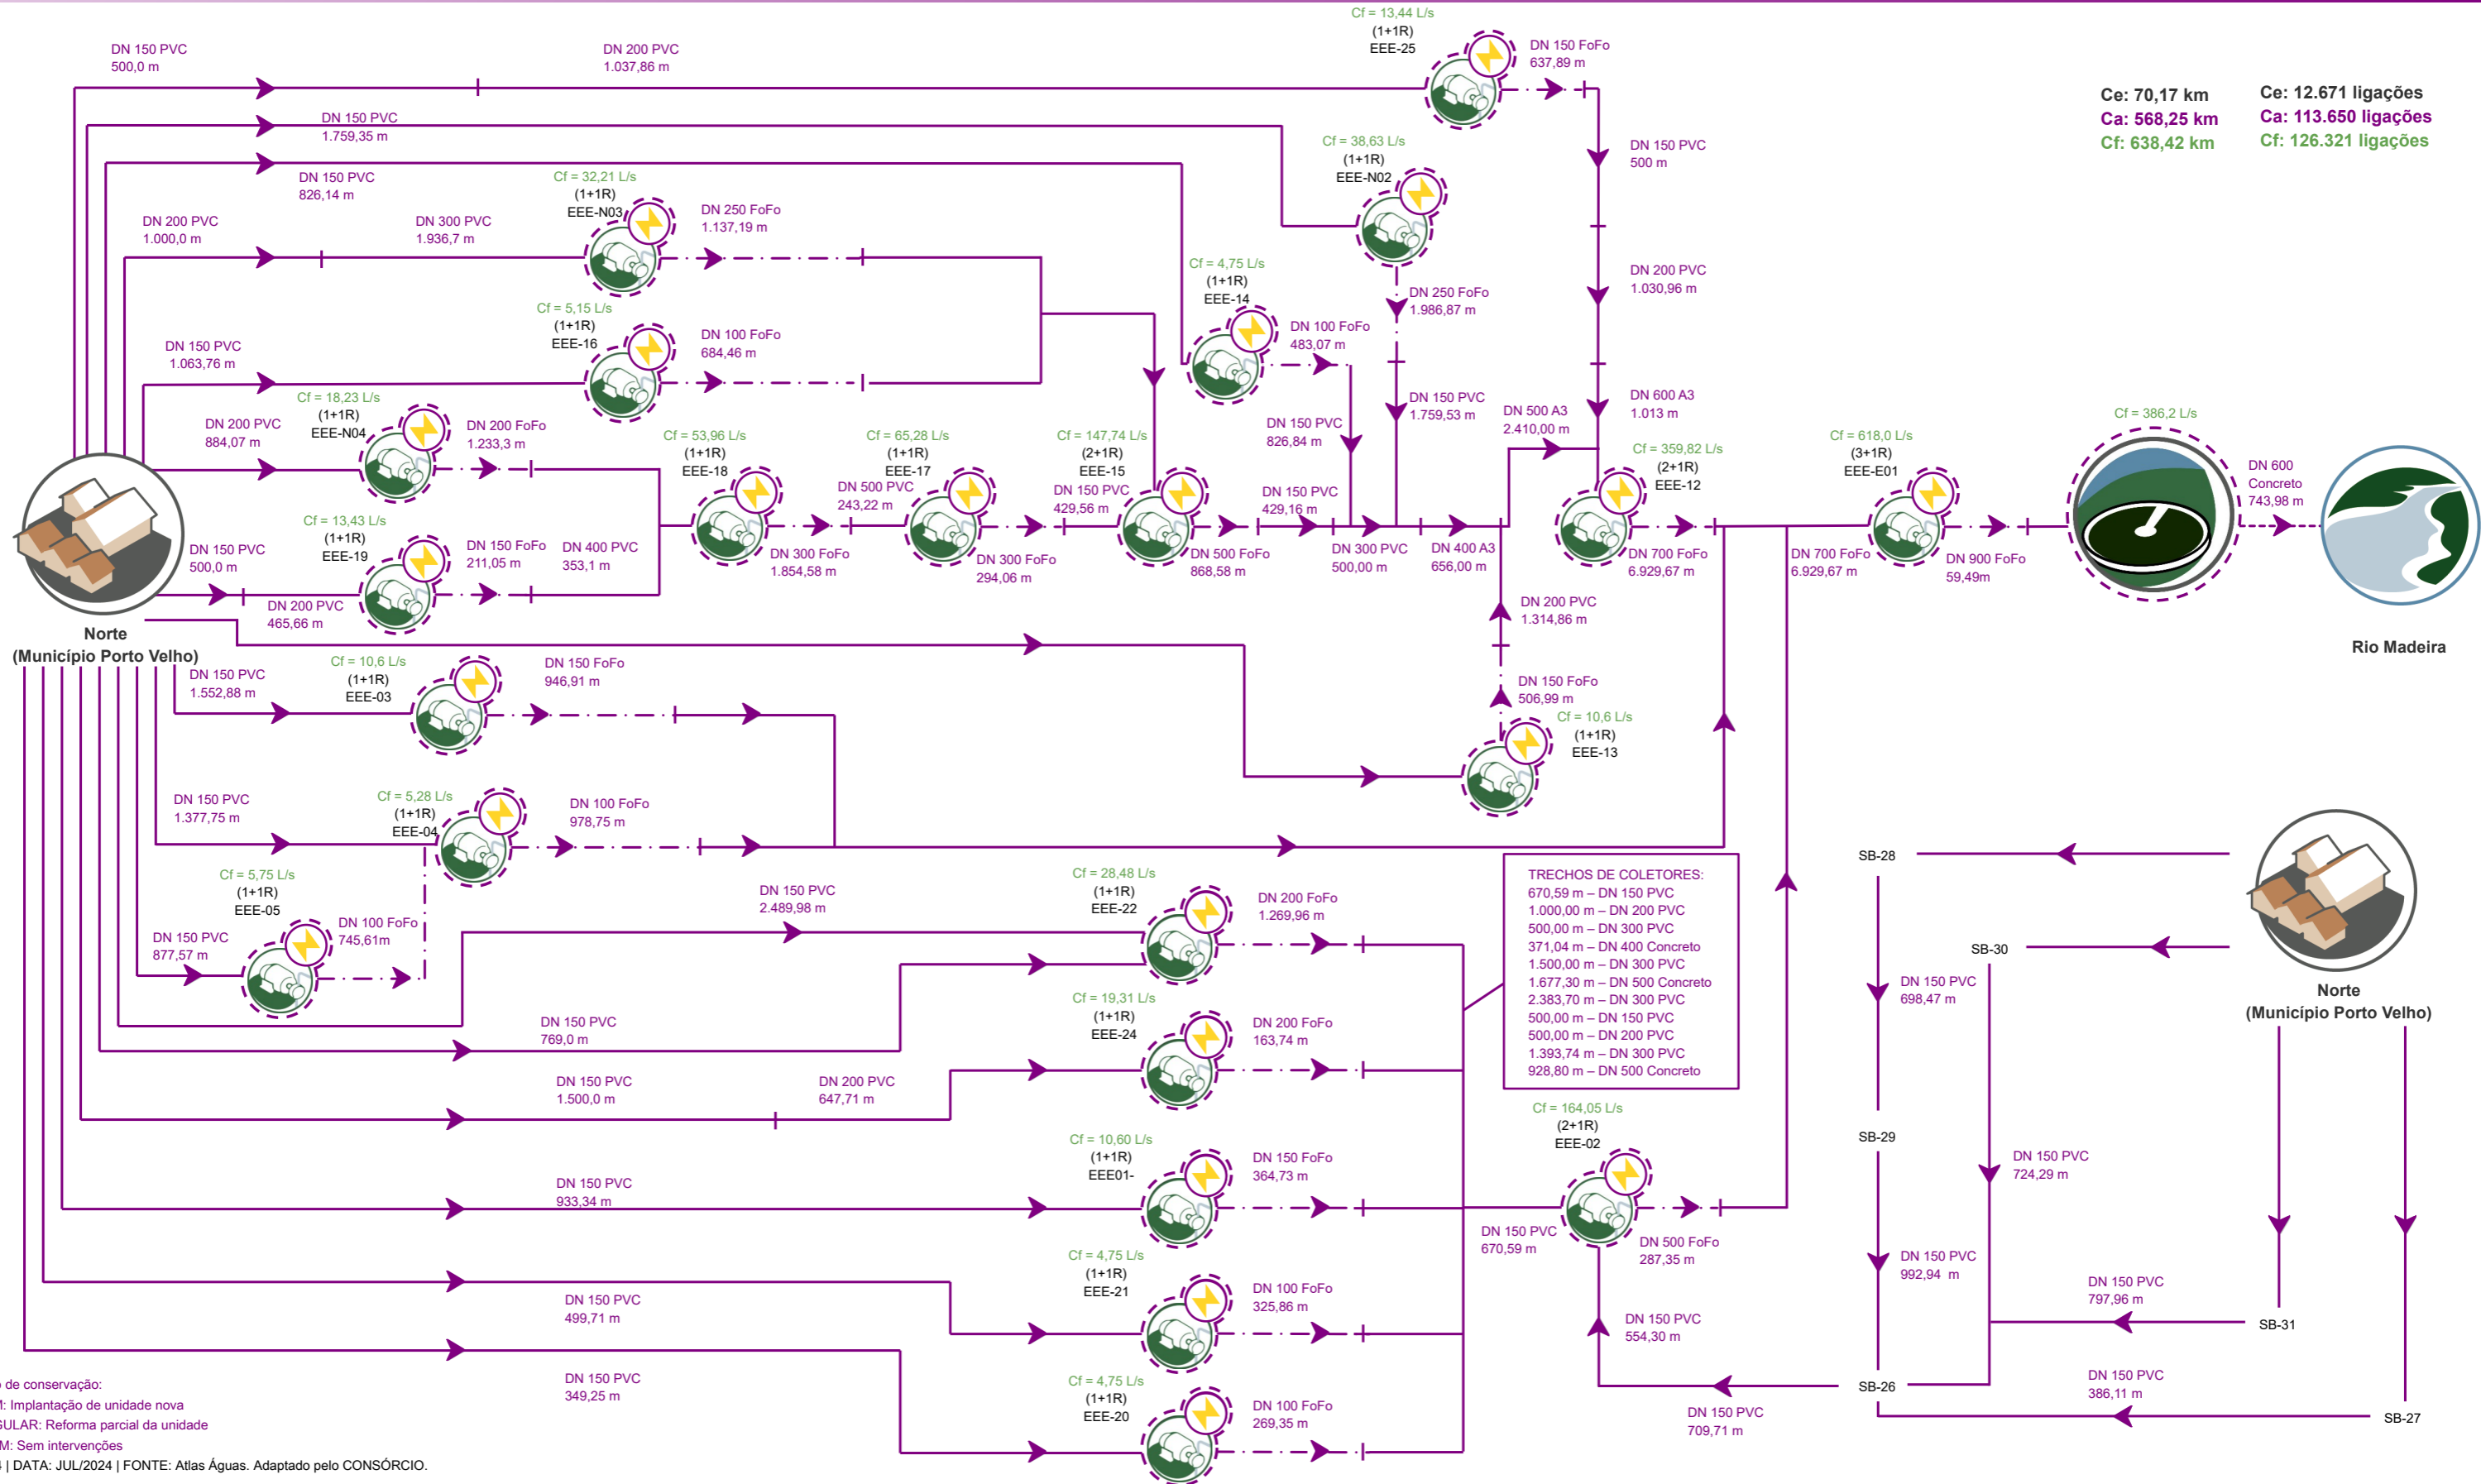 DN 150 PVC
500,0 m
DN 200 PVC
1.037,86 m
Cf = 13,44 L/s
(1+1R)
EEE-25
DN 150 FoFo
637,89 m
Ce: 70,17 km
Ca: 568,25 km
Cf: 638,42 km
Ce: 12.671 ligações
Ca: 113.650 ligações
Cf: 126.321 ligações
DN 150 PVC
1.759,35 m
Cf = 38,63 L/s
(1+1R)
EEE-N02
DN 150 PVC
500 m
DN 150 PVC
826,14 m
Cf = 32,21 L/s
(1+1R)
EEE-N03
DN 200 PVC
1.000,0 m
DN 300 PVC
1.936,7 m
DN 250 FoFo
1.137,19 m
Cf = 4,75 L/s
(1+1R)
EEE-14
DN 250 FoFo
1.986,87 m
DN 200 PVC
1.030,96 m
Cf = 5,15 L/s
(1+1R)
EEE-16
DN 100 FoFo
684,46 m
DN 100 FoFo
483,07 m
DN 150 PVC
1.063,76 m
Cf = 18,23 L/s
(1+1R)
EEE-N04
DN 200 PVC
884,07 m
DN 200 FoFo
1.233,3 m
Cf = 53,96 L/s
(1+1R)
EEE-18
Cf = 65,28 L/s
(1+1R)
EEE-17
Cf = 147,74 L/s
(2+1R)
EEE-15
DN 150 PVC
826,84 m
DN 150 PVC
1.759,53 m
DN 500 A3
2.410,00 m
DN 600 A3
1.013 m
Cf = 359,82 L/s
(2+1R)
EEE-12
Cf = 618,0 L/s
(3+1R)
EEE-E01
Cf = 386,2 L/s
DN 600
Concreto
743,98 m
DN 500 PVC
243,22 m
DN 150 PVC
429,56 m
DN 150 PVC
429,16 m
Cf = 13,43 L/s
(1+1R)
EEE-19
DN 150 PVC
500,0 m
DN 150 FoFo
211,05 m
DN 400 PVC
353,1 m
DN 300 FoFo
1.854,58 m
DN 300 FoFo
294,06 m
DN 500 FoFo
868,58 m
DN 300 PVC
500,00 m
DN 400 A3
656,00 m
DN 700 FoFo
6.929,67 m
DN 700 FoFo
6.929,67 m
DN 900 FoFo
59,49m
DN 200 PVC
465,66 m
DN 200 PVC
1.314,86 m
Norte
(Município Porto Velho)
Rio Madeira
DN 150 PVC
1.552,88 m
Cf = 10,6 L/s
(1+1R)
EEE-03
DN 150 FoFo
946,91 m
DN 150 FoFo
506,99 m
Cf = 10,6 L/s
(1+1R)
EEE-13
DN 150 PVC
1.377,75 m
Cf = 5,28 L/s
(1+1R)
EEE-04
DN 100 FoFo
978,75 m
Cf = 5,75 L/s
(1+1R)
EEE-05
DN 100 FoFo
745,61m
DN 150 PVC
877,57 m
DN 150 PVC
2.489,98 m
Cf = 28,48 L/s
(1+1R)
EEE-22
DN 200 FoFo
1.269,96 m
TRECHOS DE COLETORES:
670,59 m – DN 150 PVC
1.000,00 m – DN 200 PVC
500,00 m – DN 300 PVC
371,04 m – DN 400 Concreto
1.500,00 m – DN 300 PVC
1.677,30 m – DN 500 Concreto
2.383,70 m – DN 300 PVC
500,00 m – DN 150 PVC
500,00 m – DN 200 PVC
1.393,74 m – DN 300 PVC
928,80 m – DN 500 Concreto
SB-28
SB-30
DN 150 PVC
698,47 m
Norte
(Município Porto Velho)
DN 150 PVC
769,0 m
Cf = 19,31 L/s
(1+1R)
EEE-24
DN 200 FoFo
163,74 m
DN 150 PVC
1.500,0 m
DN 200 PVC
647,71 m
Cf = 164,05 L/s
(2+1R)
EEE-02
SB-29
DN 150 PVC
724,29 m
DN 150 PVC
933,34 m
Cf = 10,60 L/s
(1+1R)
EEE01-
DN 150 FoFo
364,73 m
DN 150 PVC
670,59 m
DN 500 FoFo
287,35 m
DN 150 PVC
992,94 m
DN 150 PVC
499,71 m
Cf = 4,75 L/s
(1+1R)
EEE-21
DN 100 FoFo
325,86 m
DN 150 PVC
554,30 m
DN 150 PVC
797,96 m
SB-31
DN 150 PVC
349,25 m
Cf = 4,75 L/s
(1+1R)
EEE-20
DN 100 FoFo
269,35 m
DN 150 PVC
709,71 m
SB-26
DN 150 PVC
386,11 m
SB-27
de conservação:
: Implantação de unidade nova
GULAR: Reforma parcial da unidade
M: Sem intervenções
| DATA: JUL/2024 | FONTE: Atlas Águas. Adaptado pelo CONSÓRCIO.